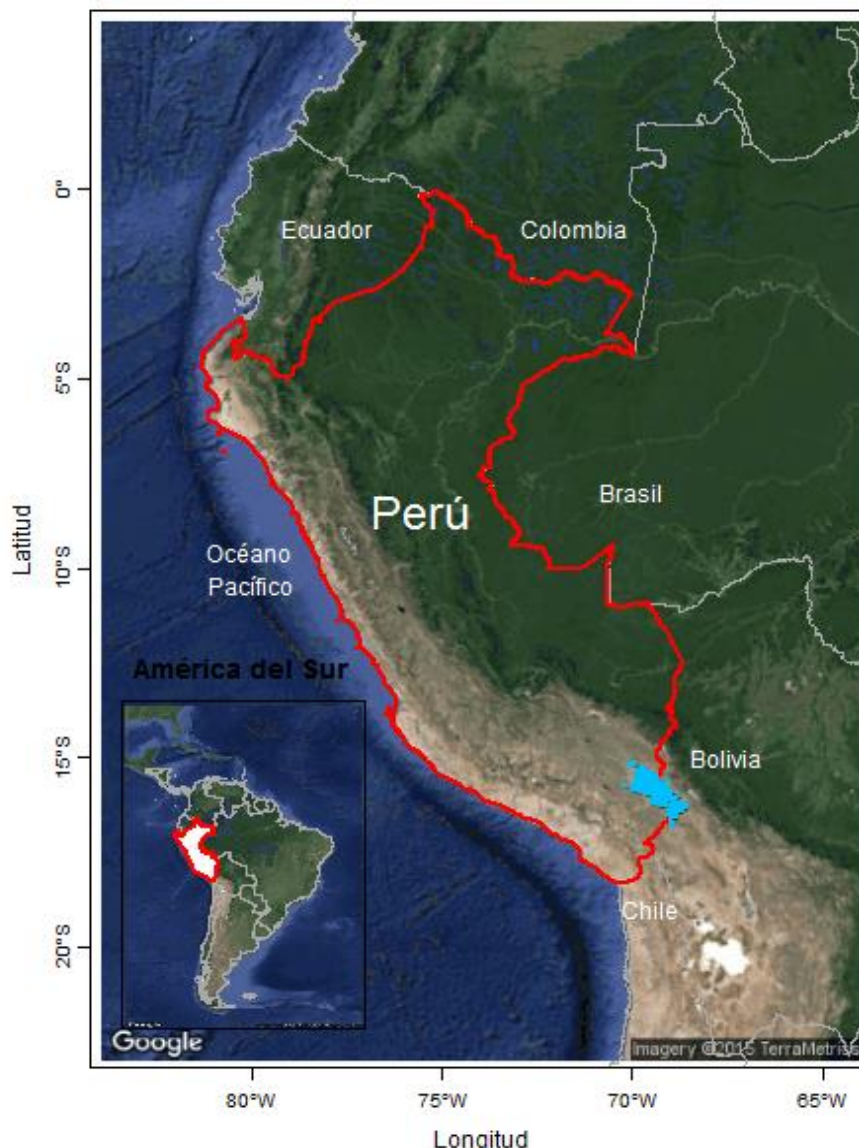 Ecuador
Colombia
Perú
Brasil
Océano
Pacífico
Bolivia
Chile
América del Sur
Google
Imagery ©2015 TerraMetrics
0°
5°S
10°S
15°S
20°S
Latitud
80°W
75°W
70°W
65°W
Longitud